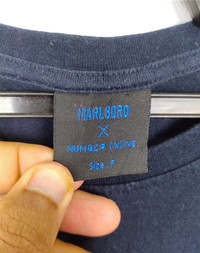 MARLBORO
X
NUMBER (N)INE
Size. F